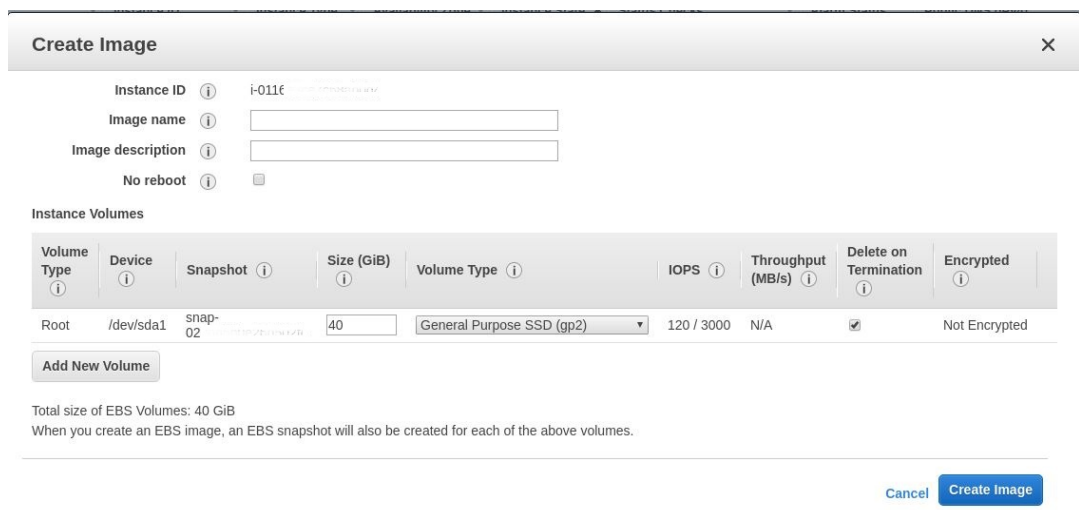 Create Image ×
Instance ID i i-0116
Image name i
Image description i
No reboot i
Instance Volumes
Volume Type i Device i Snapshot i Size (GiB) i Volume Type i IOPS i Throughput (MB/s) i Delete on Termination i Encrypted i
Root /dev/sda1 snap-02 40 General Purpose SSD (gp2) 120 / 3000 N/A Not Encrypted
Add New Volume
Total size of EBS Volumes: 40 GiB
When you create an EBS image, an EBS snapshot will also be created for each of the above volumes.
Cancel Create Image